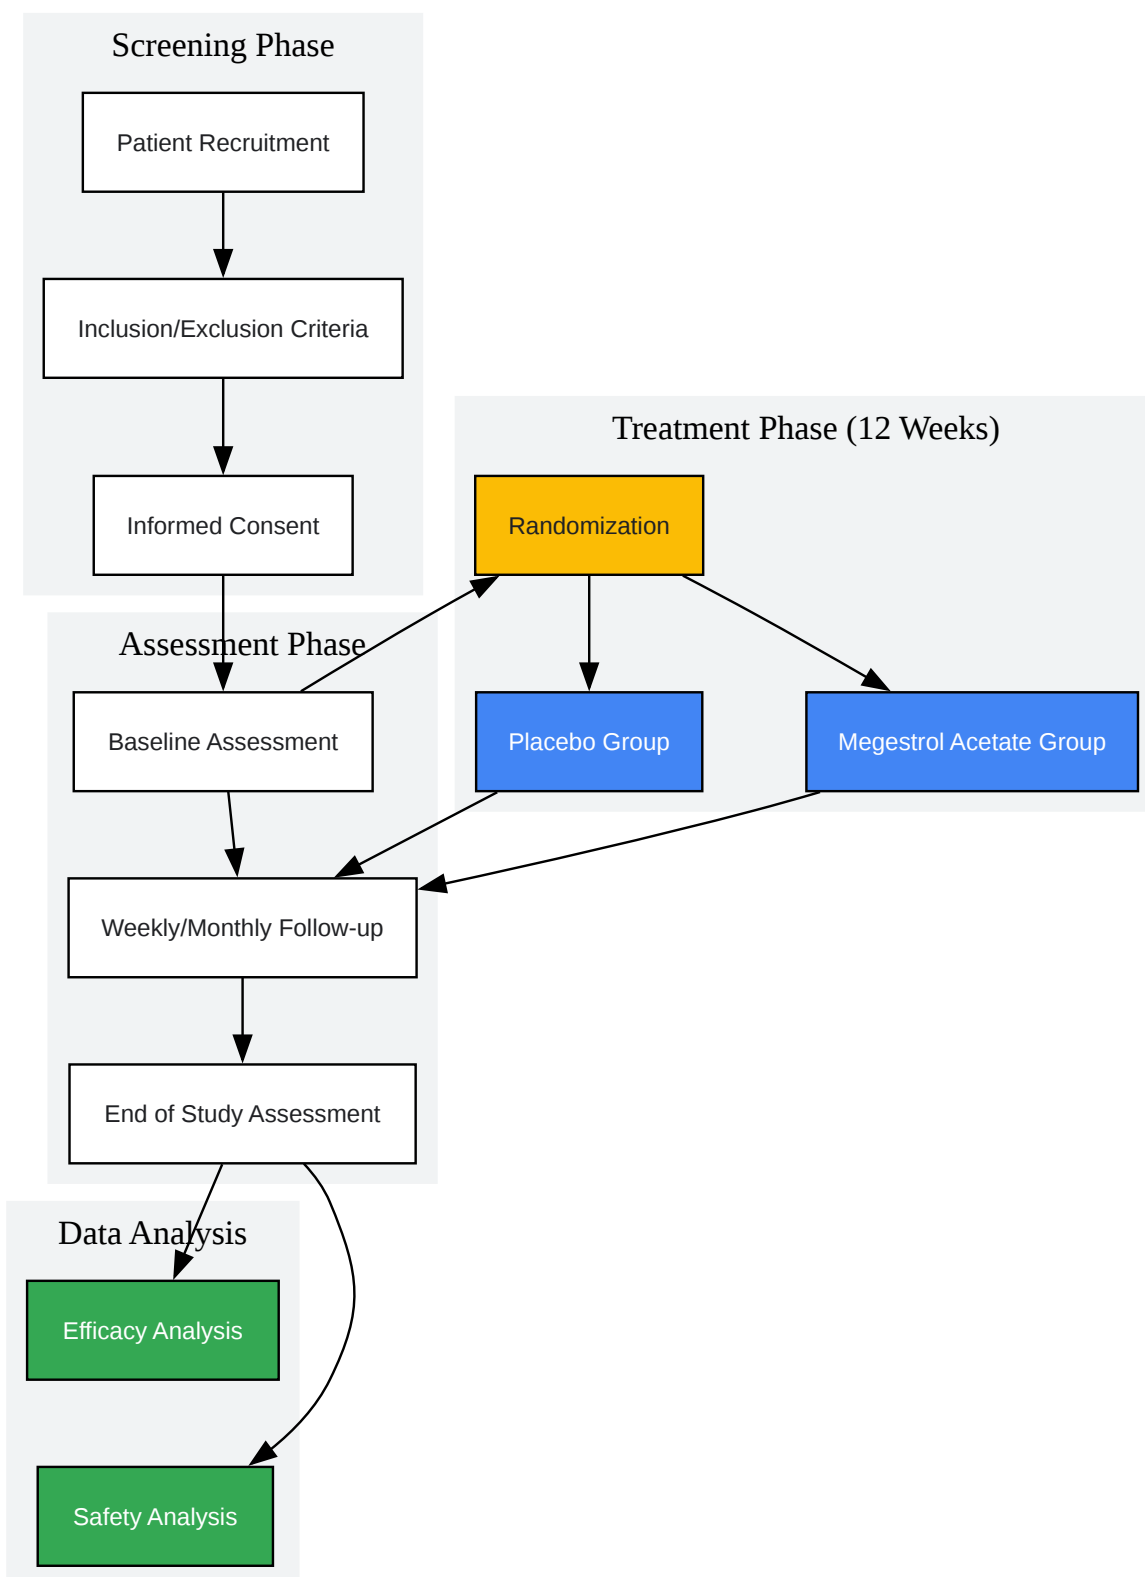 Screening Phase
Patient Recruitment
Inclusion/Exclusion Criteria
Informed Consent
Treatment Phase (12 Weeks)
Randomization
Placebo Group
Megestrol Acetate Group
Assessment Phase
Baseline Assessment
Weekly/Monthly Follow-up
End of Study Assessment
Data Analysis
Efficacy Analysis
Safety Analysis